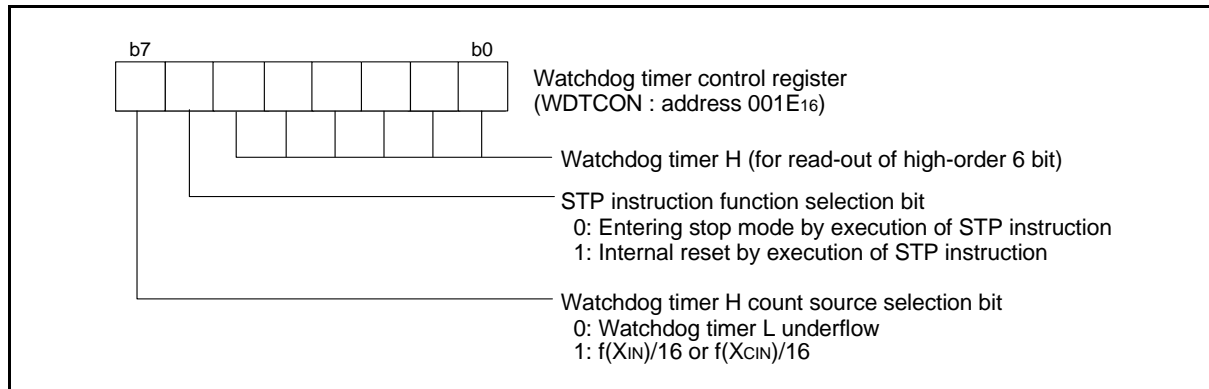 b7 b0
Watchdog timer control register
(WDTCON : address 001E16)
Watchdog timer H (for read-out of high-order 6 bit)
STP instruction function selection bit
0: Entering stop mode by execution of STP instruction
1: Internal reset by execution of STP instruction
Watchdog timer H count source selection bit
0: Watchdog timer L underflow
1: f(XIN)/16 or f(XCIN)/16